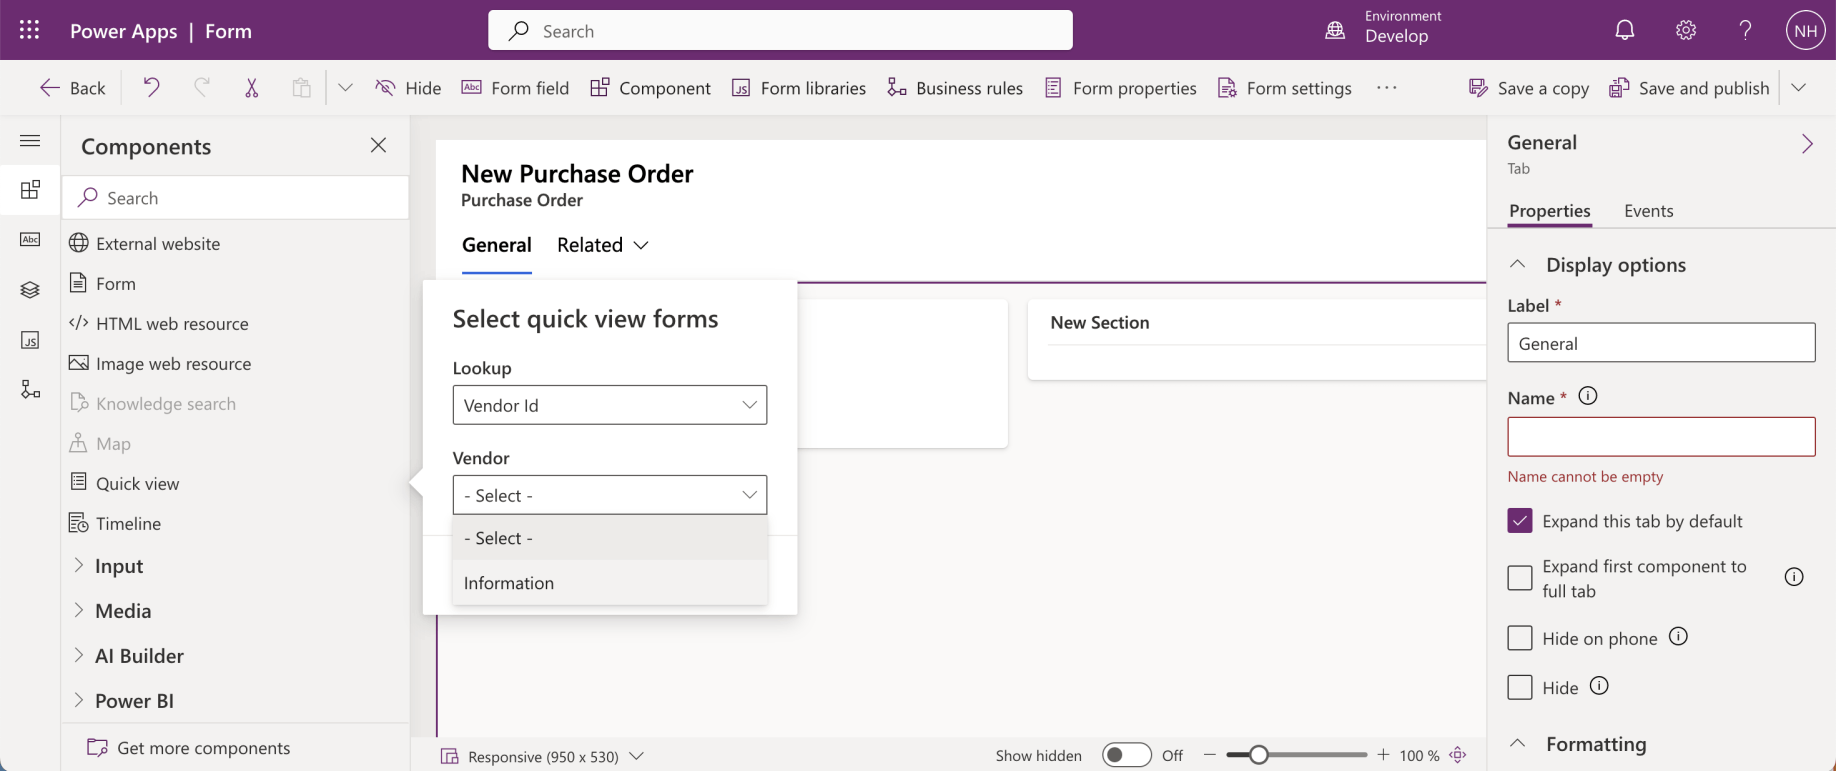 Power Apps | Form
Search
Environment
Develop
NH
Back
Hide
Abc
Form field
Component
JS
Form libraries
Business rules
Form properties
Form settings
Save a copy
Save and publish
Components
Search
Abc
JS
External website
Form
HTML web resource
Image web resource
Knowledge search
Map
Quick view
Timeline
Input
Media
AI Builder
Power BI
Get more components
New Purchase Order
Purchase Order
General
Related
Select quick view forms
Lookup
Vendor Id
Vendor
- Select -
- Select -
Information
New Section
Responsive (950 x 530)
Show hidden
Off
100 %
General
Tab
Properties
Events
Display options
Label *
General
Name *
Name cannot be empty
Expand this tab by default
Expand first component to
full tab
Hide on phone
Hide
Formatting